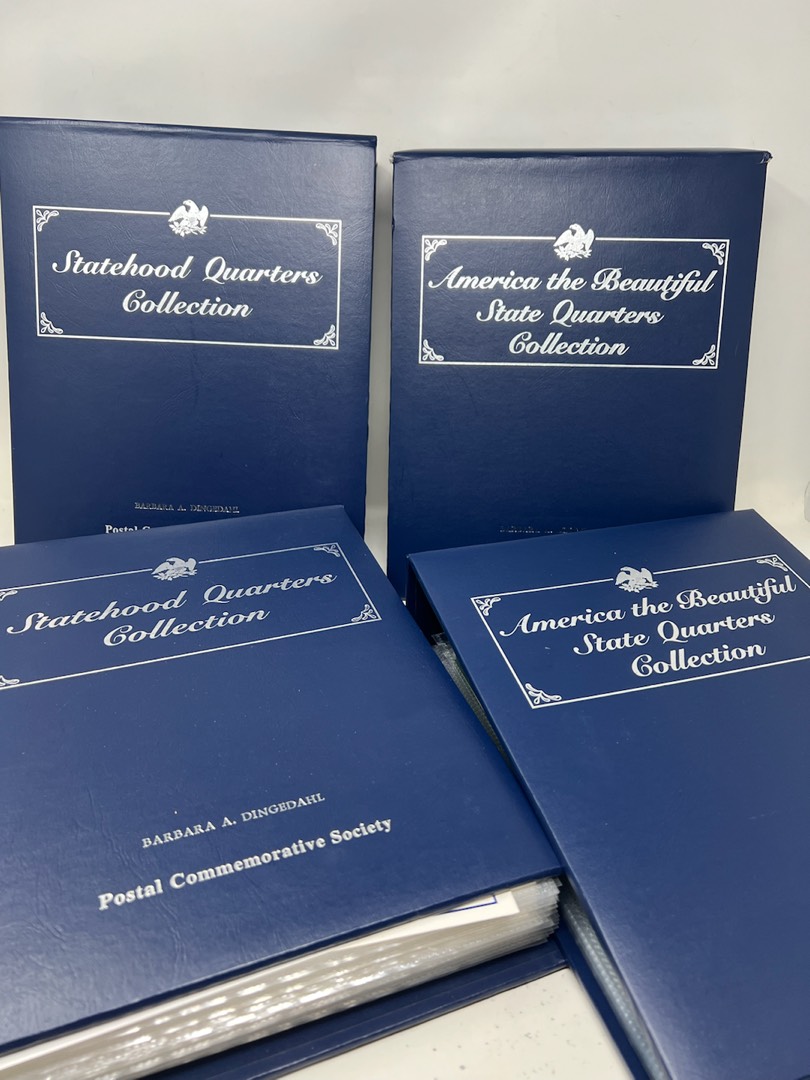 Statehood Quarters
Collection
BARBARA A. DINGEDAHL
Postal
America the Beautiful
State Quarters
Collection
Statehood Quarters
Collection
BARBARA A. DINGEDAHL
Postal Commemorative Society
America the Beautiful
State Quarters
Collection